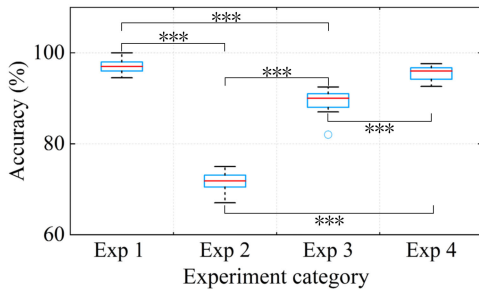 ***
***
***
***
***
100
80
60
Accuracy (%)
Exp 1 Exp 2 Exp 3 Exp 4
Experiment category